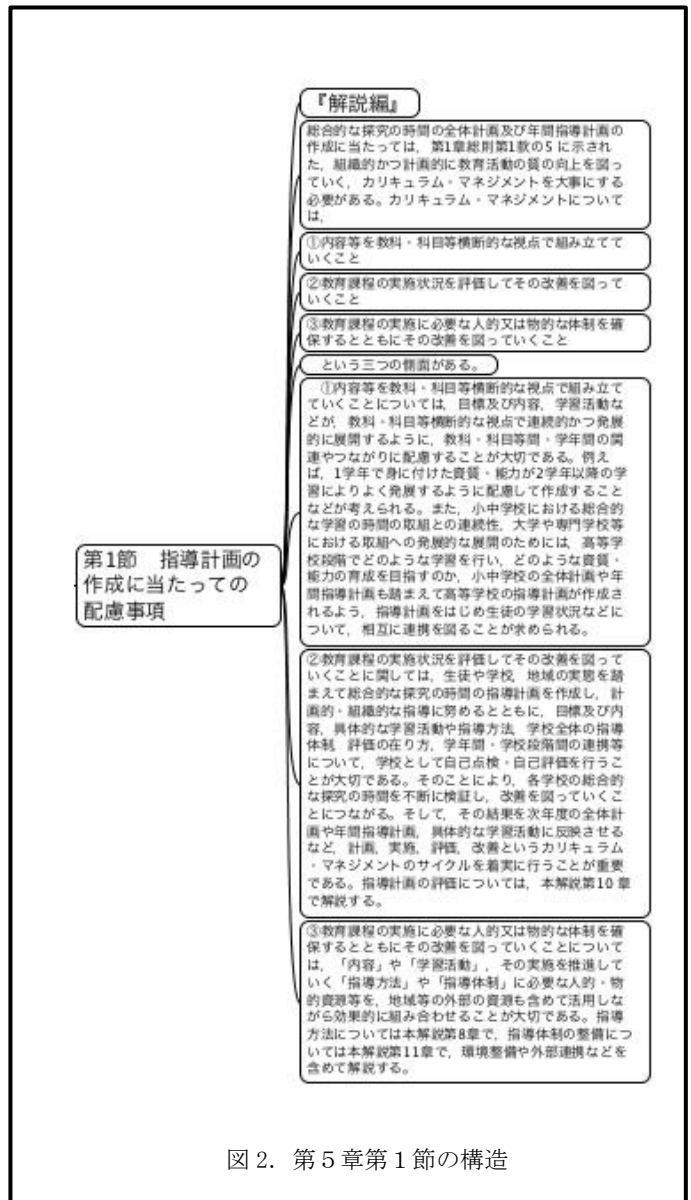 『解説編』
総合的な探究の時間の全体計画及び年間指導計画の
作成に当たっては，第1章総則第1款の5 に示され
た，組織的かつ計画的に教育活動の質の向上を図っ
ていく，カリキュラム・マネジメントを大事にする
必要がある。カリキュラム・マネジメントについて
は，
①内容等を教科・科目等横断的な視点で組み立てて
いくこと
②教育課程の実施状況を評価してその改善を図って
いくこと
③教育課程の実施に必要な人的又は物的な体制を確
保するとともにその改善を図っていくこと
という三つの側面がある。
①内容等を教科・科目等横断的な視点で組み立て
ていくことについては，目標及び内容，学習活動な
どが，教科・科目等横断的な視点で連続的かつ発展
的に展開するように，教科・科目等間・学年間の関
連やつながりに配慮することが大切である。例え
ば，1学年で身に付けた資質・能力が2学年以降の学
習によりよく発展するように配慮して作成すること
などが考えられる。また，小中学校における総合的
な学習の時間の取組との連続性，大学や専門学校等
における取組への発展的な展開のためには，高等学
校段階でどのような学習を行い，どのような資質・
能力の育成を目指すのか，小中学校の全体計画や年
間指導計画も踏まえて高等学校の指導計画が作成さ
れるよう，指導計画をはじめ生徒の学習状況などに
ついて，相互に連携を図ることが求められる。
第1節　指導計画の
作成に当たっての
配慮事項
②教育課程の実施状況を評価してその改善を図って
いくことに関しては，生徒や学校，地域の実態を踏
まえて総合的な探究の時間の指導計画を作成し，計
画的・組織的な指導に努めるとともに，目標及び内
容，具体的な学習活動や指導方法，学校全体の指導
体制，評価の在り方，学年間・学校段階間の連携等
について，学校として自己点検・自己評価を行うこ
とが大切である。そのことにより，各学校の総合的
な探究の時間を不断に検証し，改善を図っていくこ
とにつながる。そして，その結果を次年度の全体計
画や年間指導計画，具体的な学習活動に反映させる
など，計画，実施，評価，改善というカリキュラム
・マネジメントのサイクルを着実に行うことが重要
である。指導計画の評価については，本解説第10 章
で解説する。
③教育課程の実施に必要な人的又は物的な体制を確
保するとともにその改善を図っていくことについて
は，「内容」や「学習活動」，その実施を推進して
いく「指導方法」や「指導体制」に必要な人的・物
的資源等を，地域等の外部の資源も含めて活用しな
がら効果的に組み合わせることが大切である。指導
方法については本解説第8章で，指導体制の整備につ
いては本解説第11章で，環境整備や外部連携などを
含めて解説する。
図 2．第５章第１節の構造